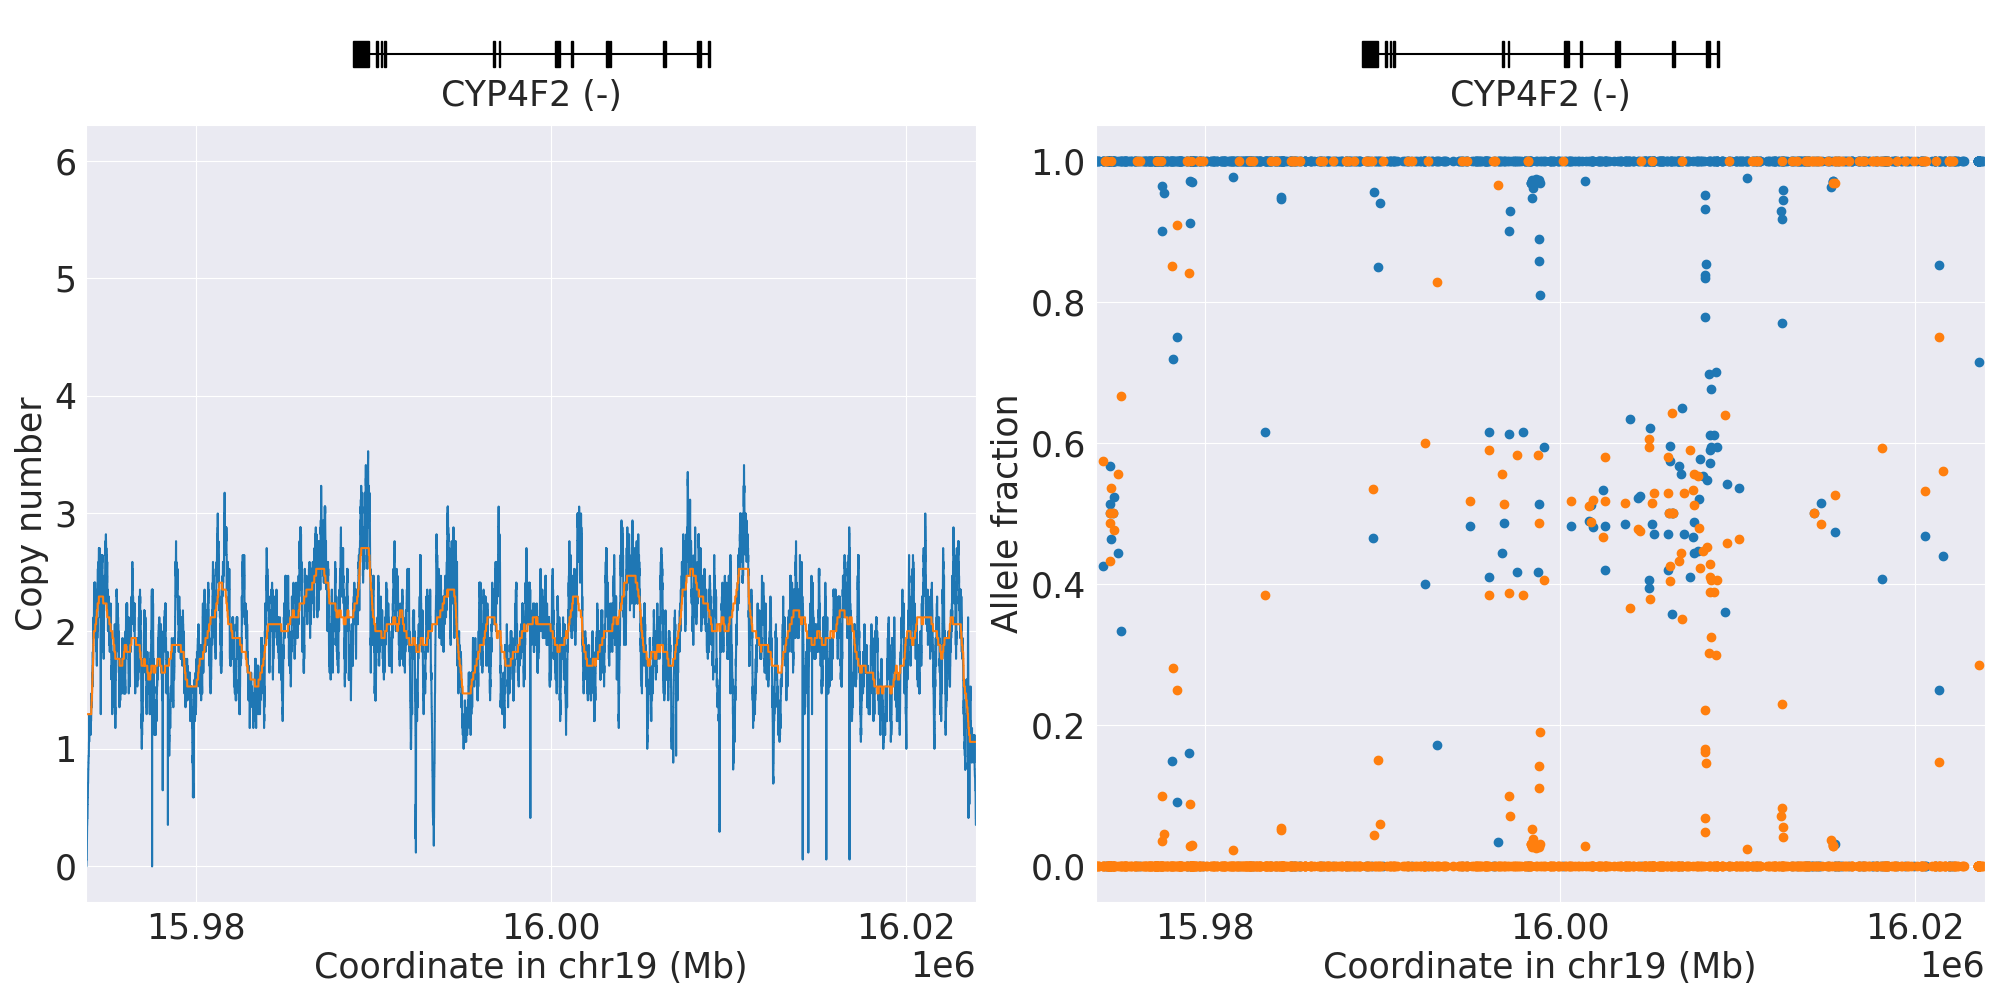 CYP4F2 (-)
6
5
4
3
2
1
0
Copy number
15.98
16.00
16.02
Coordinate in chr19 (Mb)
1e6
CYP4F2 (-)
1.0
0.8
0.6
0.4
0.2
0.0
Allele fraction
15.98
16.00
16.02
Coordinate in chr19 (Mb)
1e6